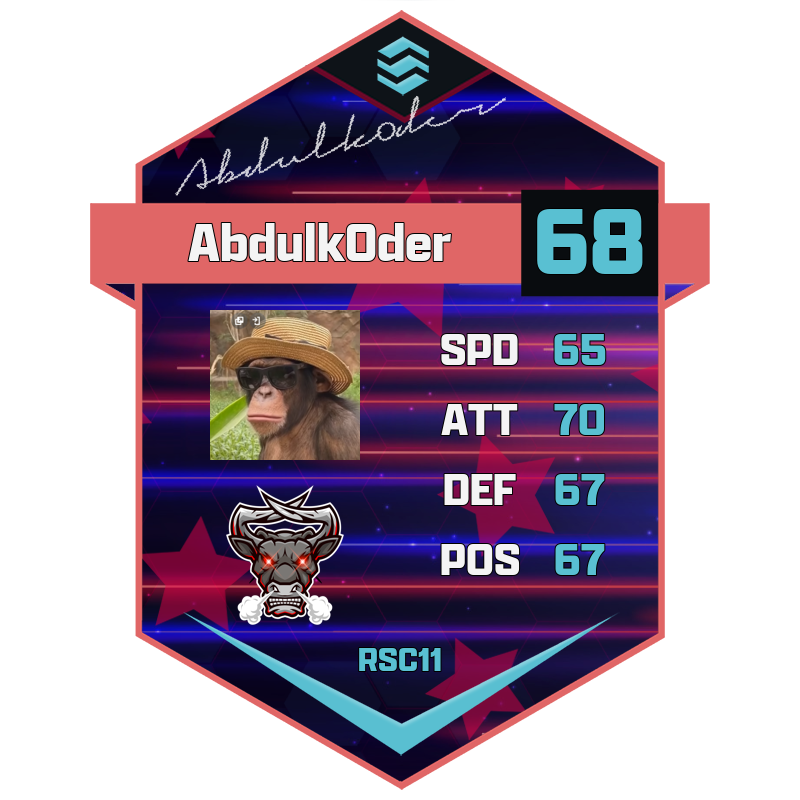 Abdulkoder
AbdulkOder 68
SPD 65
ATT 70
DEF 67
POS 67
RSC11